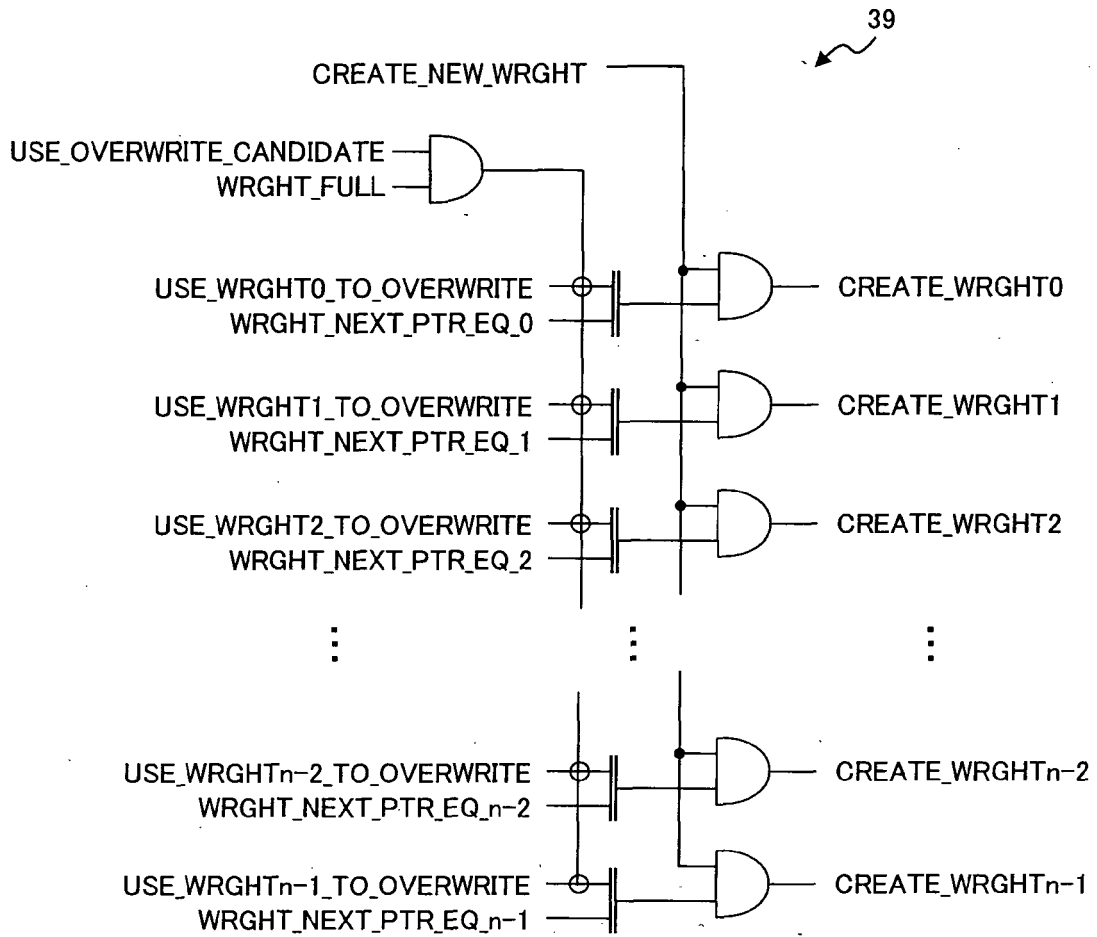 39
CREATE_NEW_WRGHT
USE_OVERWRITE_CANDIDATE
WRGHT_FULL
USE_WRGHT0_TO_OVERWRITE
WRGHT_NEXT_PTR_EQ_0
CREATE_WRGHT0
USE_WRGHT1_TO_OVERWRITE
WRGHT_NEXT_PTR_EQ_1
CREATE_WRGHT1
USE_WRGHT2_TO_OVERWRITE
WRGHT_NEXT_PTR_EQ_2
CREATE_WRGHT2
USE_WRGHTn-2_TO_OVERWRITE
WRGHT_NEXT_PTR_EQ_n-2
CREATE_WRGHTn-2
USE_WRGHTn-1_TO_OVERWRITE
WRGHT_NEXT_PTR_EQ_n-1
CREATE_WRGHTn-1